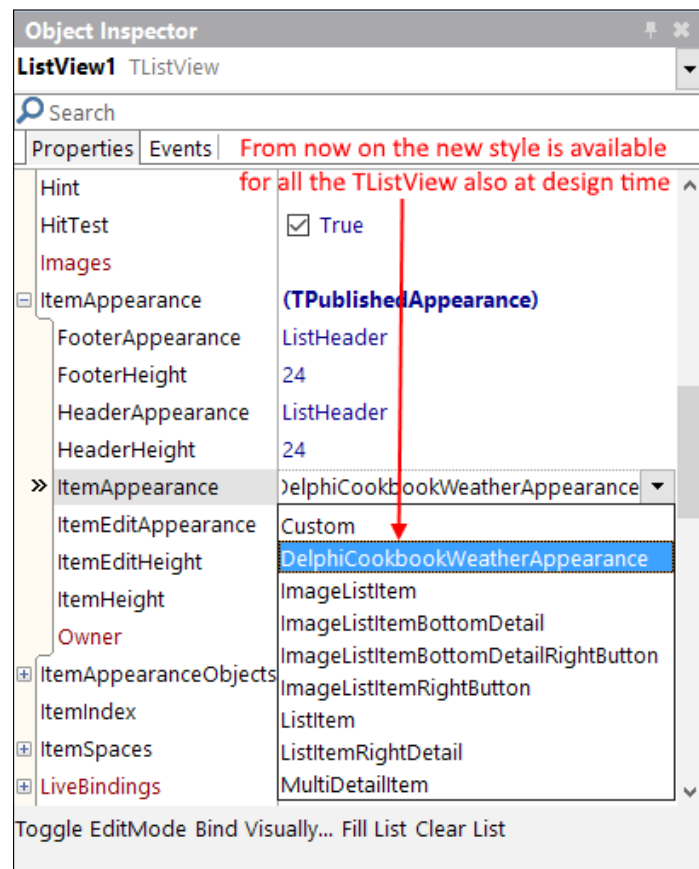 Object Inspector
ListView1 TListView
Search
Properties Events
From now on the new style is available
for all the TListView also at design time
Hint
HitTest True
Images
ItemAppearance (TPublishedAppearance)
FooterAppearance ListHeader
FooterHeight 24
HeaderAppearance ListHeader
HeaderHeight 24
ItemAppearance DelphiCookbookWeatherAppearance
ItemEditAppearance
ItemEditHeight
ItemHeight
Owner
ItemAppearanceObjects
ItemIndex
ItemSpaces
LiveBindings
Custom
DelphiCookbookWeatherAppearance
ImageListItem
ImageListItemBottomDetail
ImageListItemBottomDetailRightButton
ImageListItemRightButton
ListItem
ListItemRightDetail
MultiDetailItem
Toggle EditMode Bind Visually... Fill List Clear List